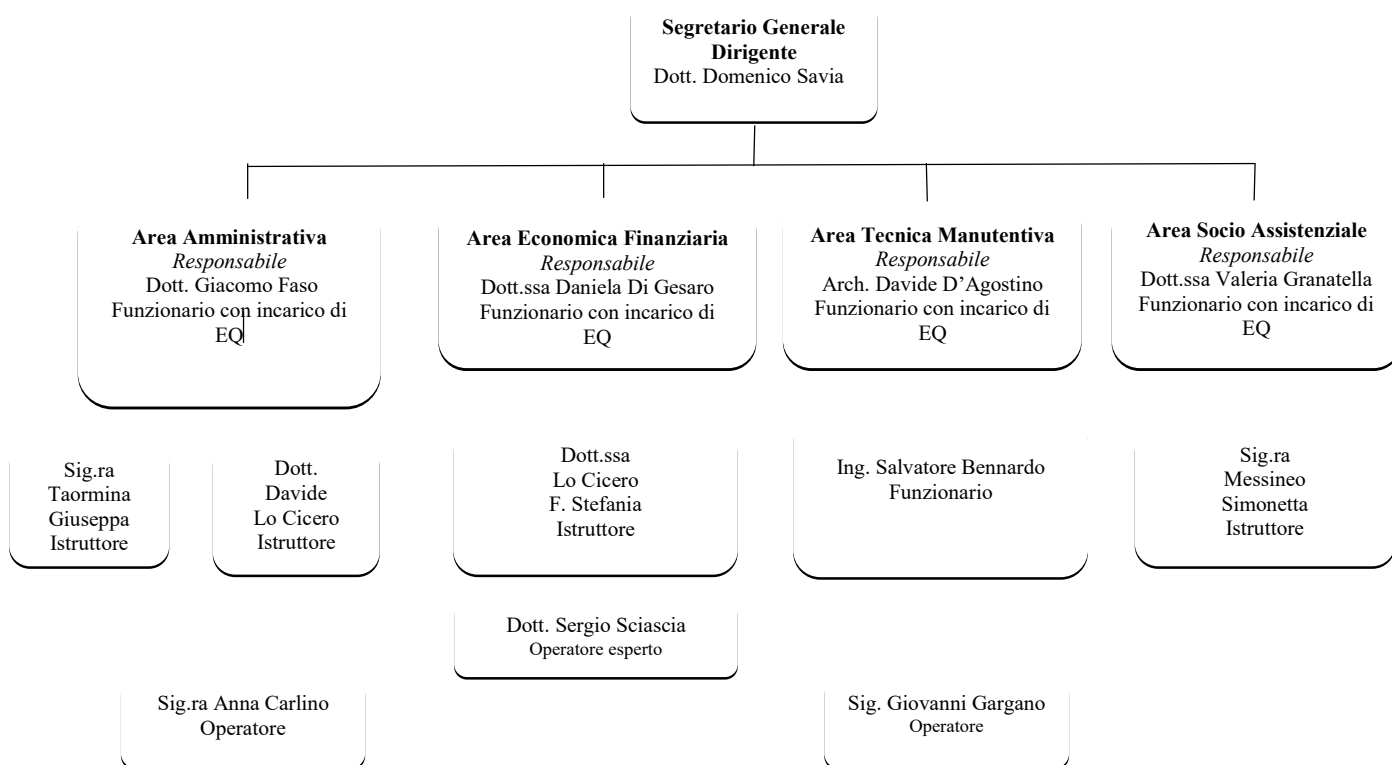 Segretario Generale
Dirigente
Dott. Domenico Savia
Area Amministrativa
Responsabile
Dott. Giacomo Faso
Funzionario con incarico di
EQ
Area Economica Finanziaria
Responsabile
Dott.ssa Daniela Di Gesaro
Funzionario con incarico di
EQ
Area Tecnica Manutentiva
Responsabile
Arch. Davide D’Agostino
Funzionario con incarico di
EQ
Area Socio Assistenziale
Responsabile
Dott.ssa Valeria Granatella
Funzionario con incarico di
EQ
Sig.ra
Taormina
Giuseppa
Istruttore
Dott.
Davide
Lo Cicero
Istruttore
Dott.ssa
Lo Cicero
F. Stefania
Istruttore
Ing. Salvatore Bennardo
Funzionario
Sig.ra
Messineo
Simonetta
Istruttore
Dott. Sergio Sciascia
Operatore esperto
Sig.ra Anna Carlino
Operatore
Sig. Giovanni Gargano
Operatore